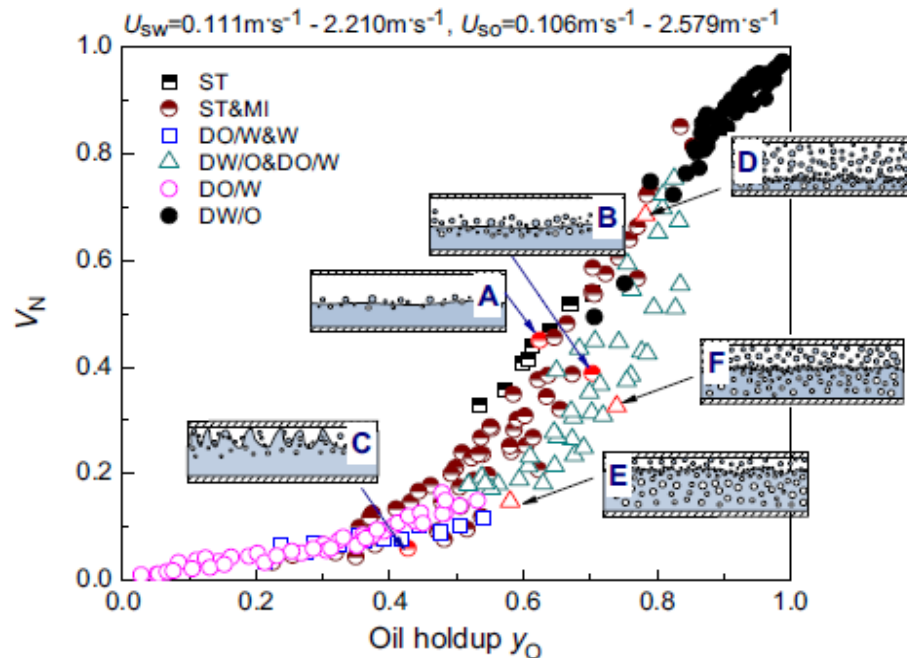 U_sw=0.111m·s⁻¹ - 2.210m·s⁻¹ , U_so=0.106m·s⁻¹ - 2.579m·s⁻¹
1.0
ST
ST&MI
DO/W&W
DW/O&DO/W
DO/W
DW/O
0.8
D
B
0.6
A
V_N
0.4
F
C
0.2
E
0.0
0.0 0.2 0.4 0.6 0.8 1.0
Oil holdup y_O